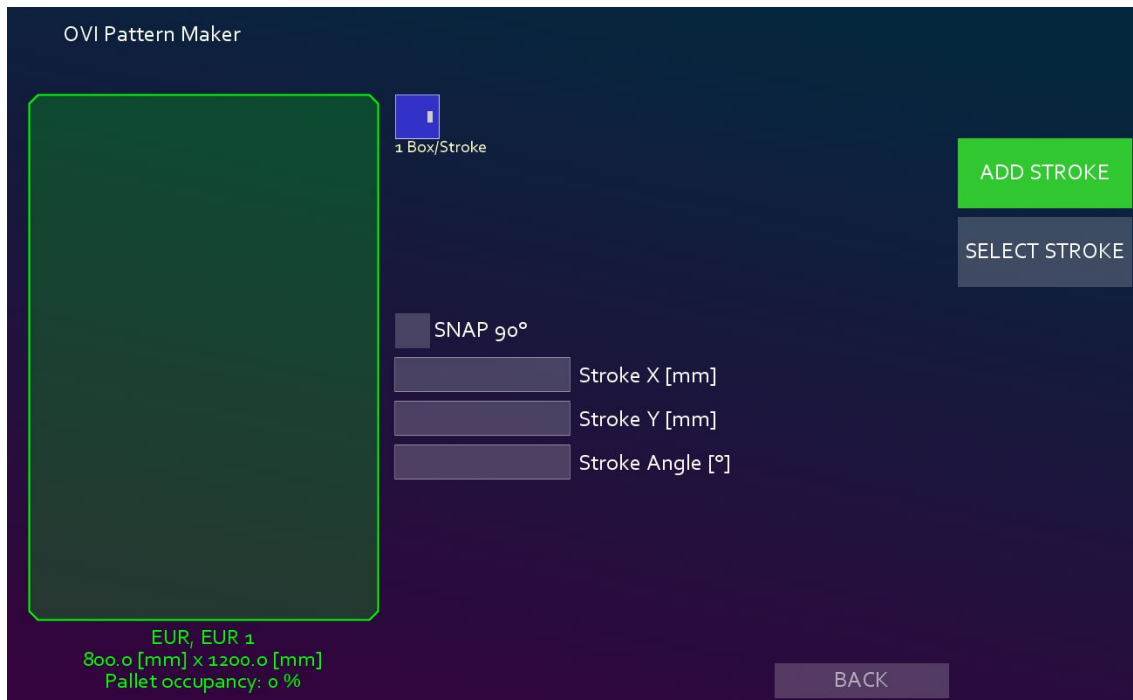 OVI Pattern Maker
1 Box/Stroke
ADD STROKE
SELECT STROKE
SNAP 90°
Stroke X [mm]
Stroke Y [mm]
Stroke Angle [°]
EUR, EUR 1
800.0 [mm] x 1200.0 [mm]
Pallet occupancy: 0 %
BACK